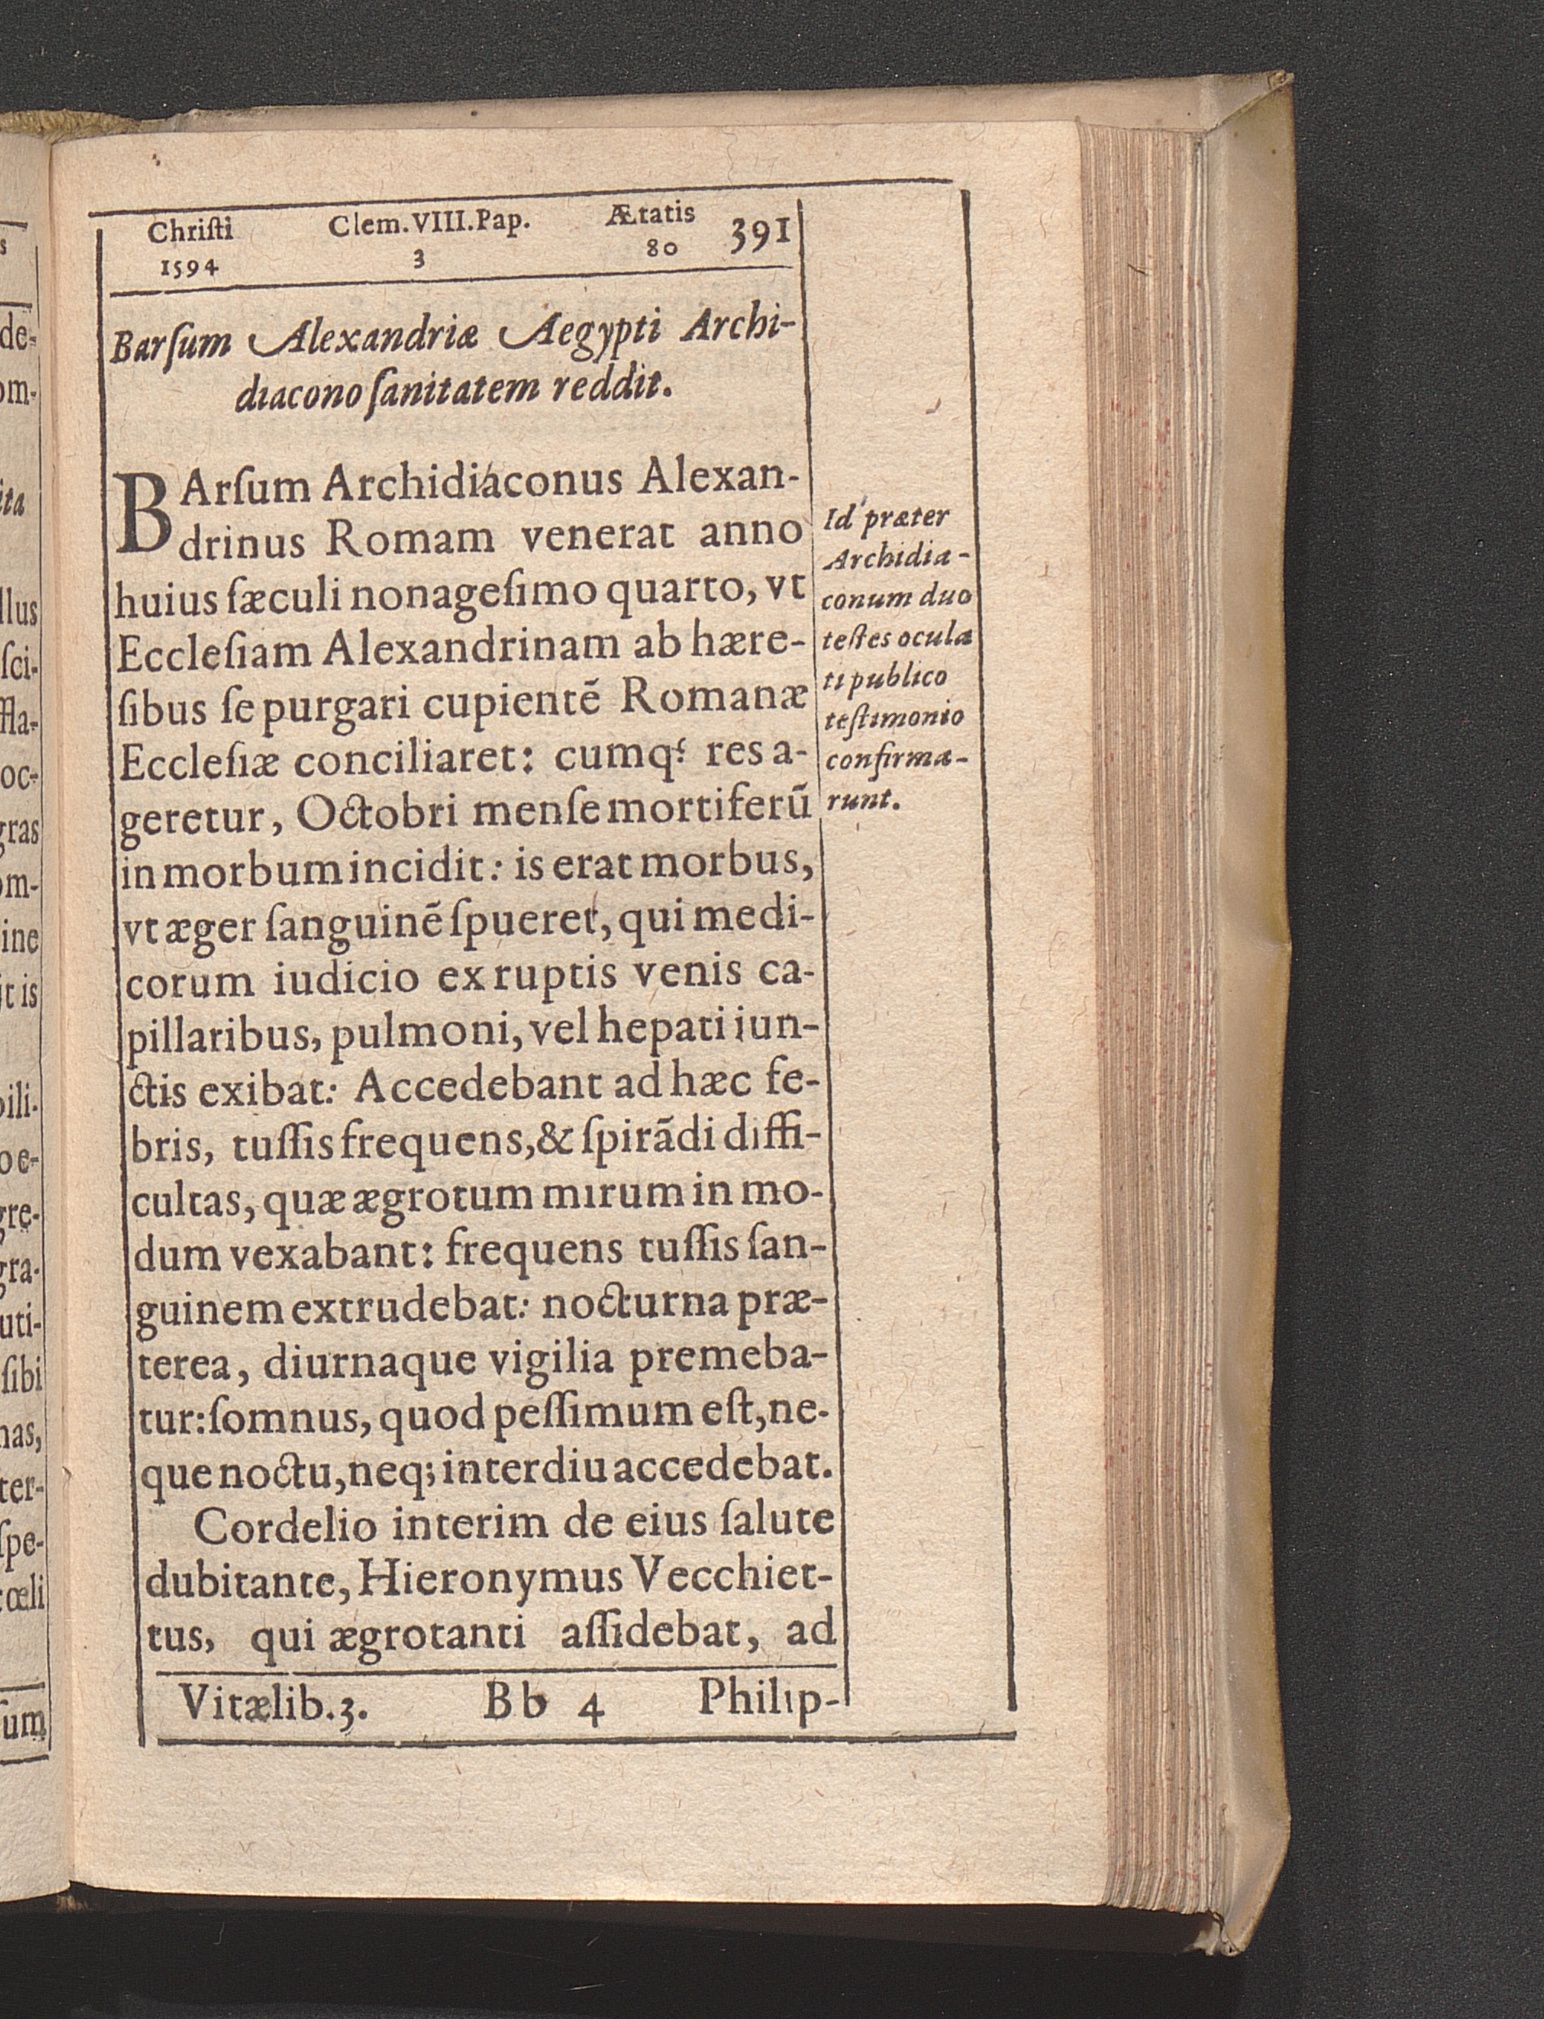 Chriſti Clem.VIII.Pap. Ætatis 391
1594 3 80
Barſum Alexandriæ Aegypti Archi-
diacono ſanitatem reddit.
BArſum Archidiáconus Alexan-
drinus Romam venerat anno
huius ſæculi nonageſimo quarto, vt
Eccleſiam Alexandrinam ab hære-
ſibus ſe purgari cupientē Romanæ
Eccleſiæ conciliaret: cumq; res a-
geretur, Octobri menſe mortiferū
in morbum incidit: is erat morbus,
vt æger ſanguinē ſpueret, qui medi-
corum iudicio ex ruptis venis ca-
pillaribus, pulmoni, vel hepati iun-
ctis exibat: Accedebant ad hæc fe-
bris, tuſſis frequens,& ſpirādi diffi-
cultas, quæ ægrotum mirum in mo-
dum vexabant: frequens tuſſis ſan-
guinem extrudebat: nocturna præ-
terea, diurnaque vigilia premeba-
tur: ſomnus, quod peſſimum eſt, ne-
que noctu, neq; interdiu accedebat.
Cordelio interim de eius ſalute
dubitante, Hieronymus Vecchiet-
tus, qui ægrotanti aſſidebat, ad
Vitæ lib.3. Bb 4 Philip-
Id præter
Archidia-
conum duo
teſtes ocula
ti publico
teſtimonio
confirma-
runt.